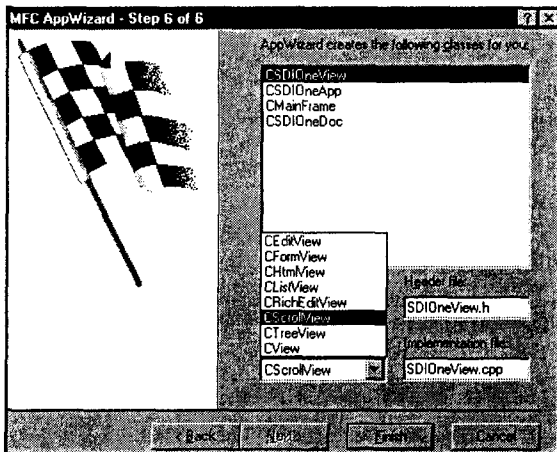 MFC AppWizard - Step 6 of 6
AppWizard creates the following classes for you:
CSDIOneView
CSDIOneApp
CMainFrame
CSDIOneDoc
CEditView
CFormView
CHtmlView
CListView
CRichEditView
CScrollView
CTreeView
CView
CScrollView
Header file:
SDIOneView.h
Implementation file:
SDIOneView.cpp
< Back
Next >
Finish
Cancel